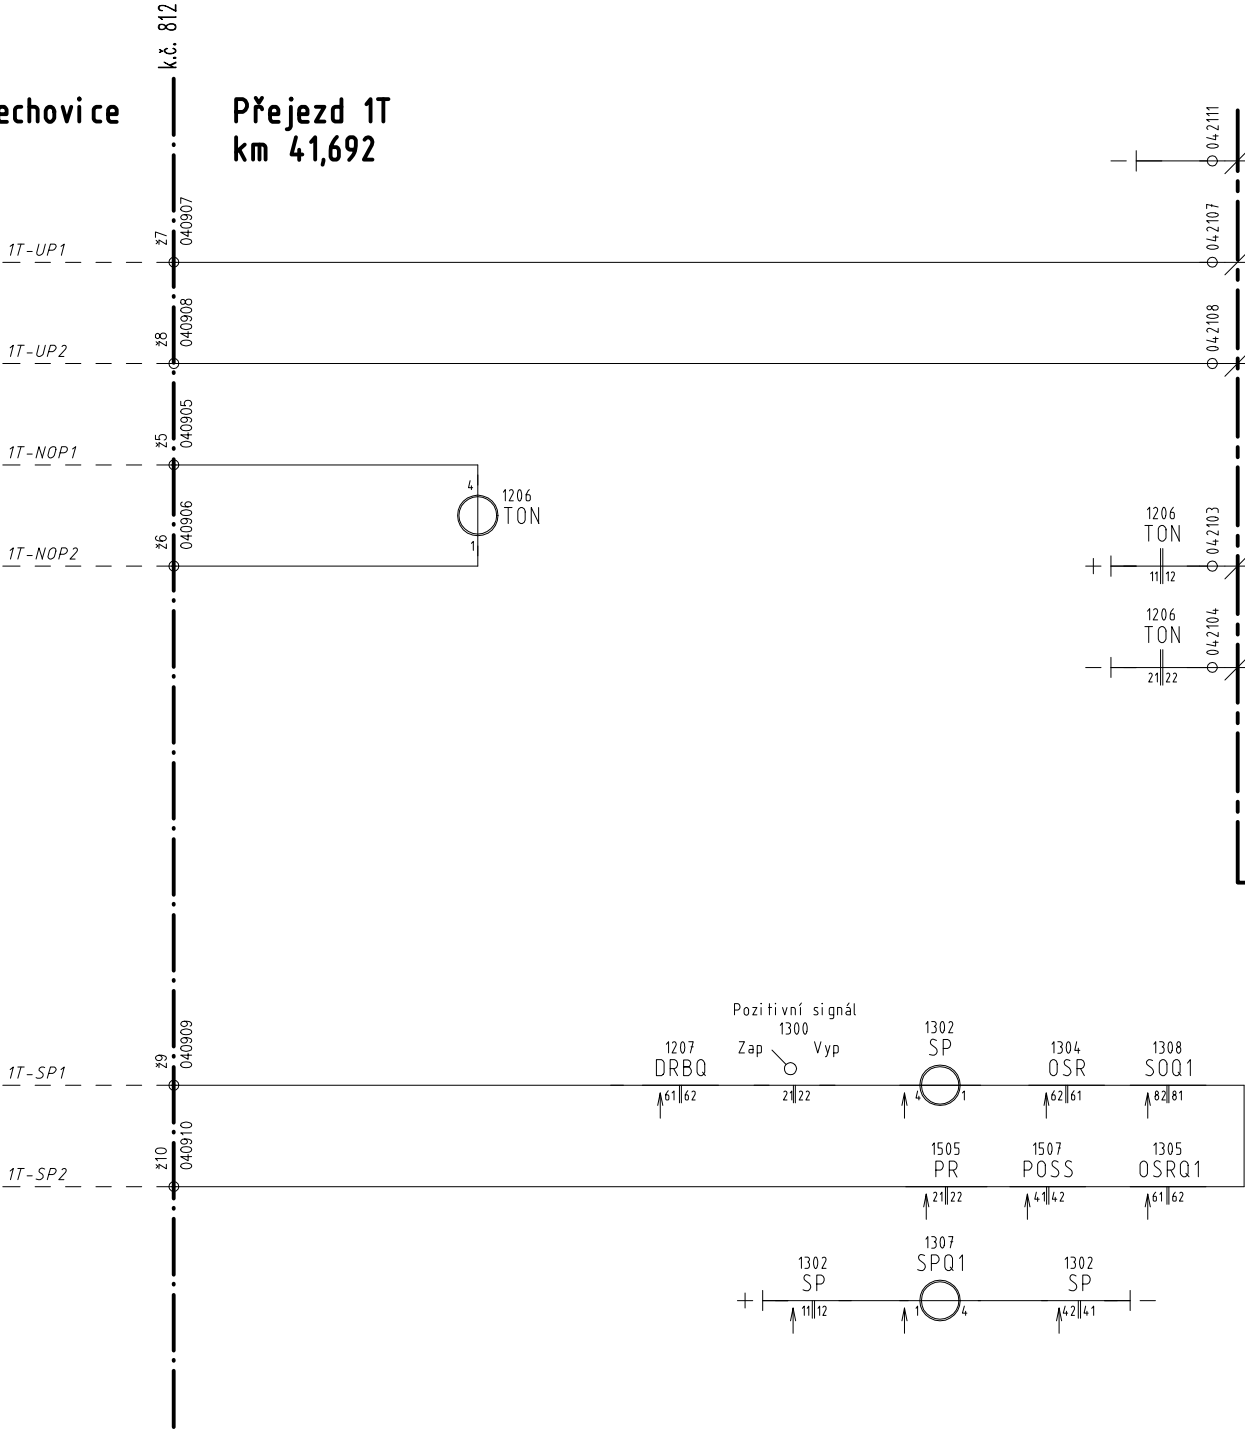 k.č. 812
echovice
Přejezd 1T
km 41,692
042111
1T-UP1
ž7
040907
042107
1T-UP2
ž8
040908
042108
1T-NOP1
ž5
040905
4
1206
TON
1
1T-NOP2
ž6
040906
1206
TON
042103
+
11 12
1206
TON
042104
-
21 22
Pozitivní signál
1300
Zap
Vyp
1T-SP1
ž9
040909
1207
DRBQ
61 62
21 22
1302
SP
4
1
1304
OSR
62 61
1308
SOQ1
82 81
1T-SP2
ž10
040910
1505
PR
21 22
1507
POSS
41 42
1305
OSRQ1
61 62
1302
SP
+
11 12
1307
SPQ1
1
4
1302
SP
42 41
-